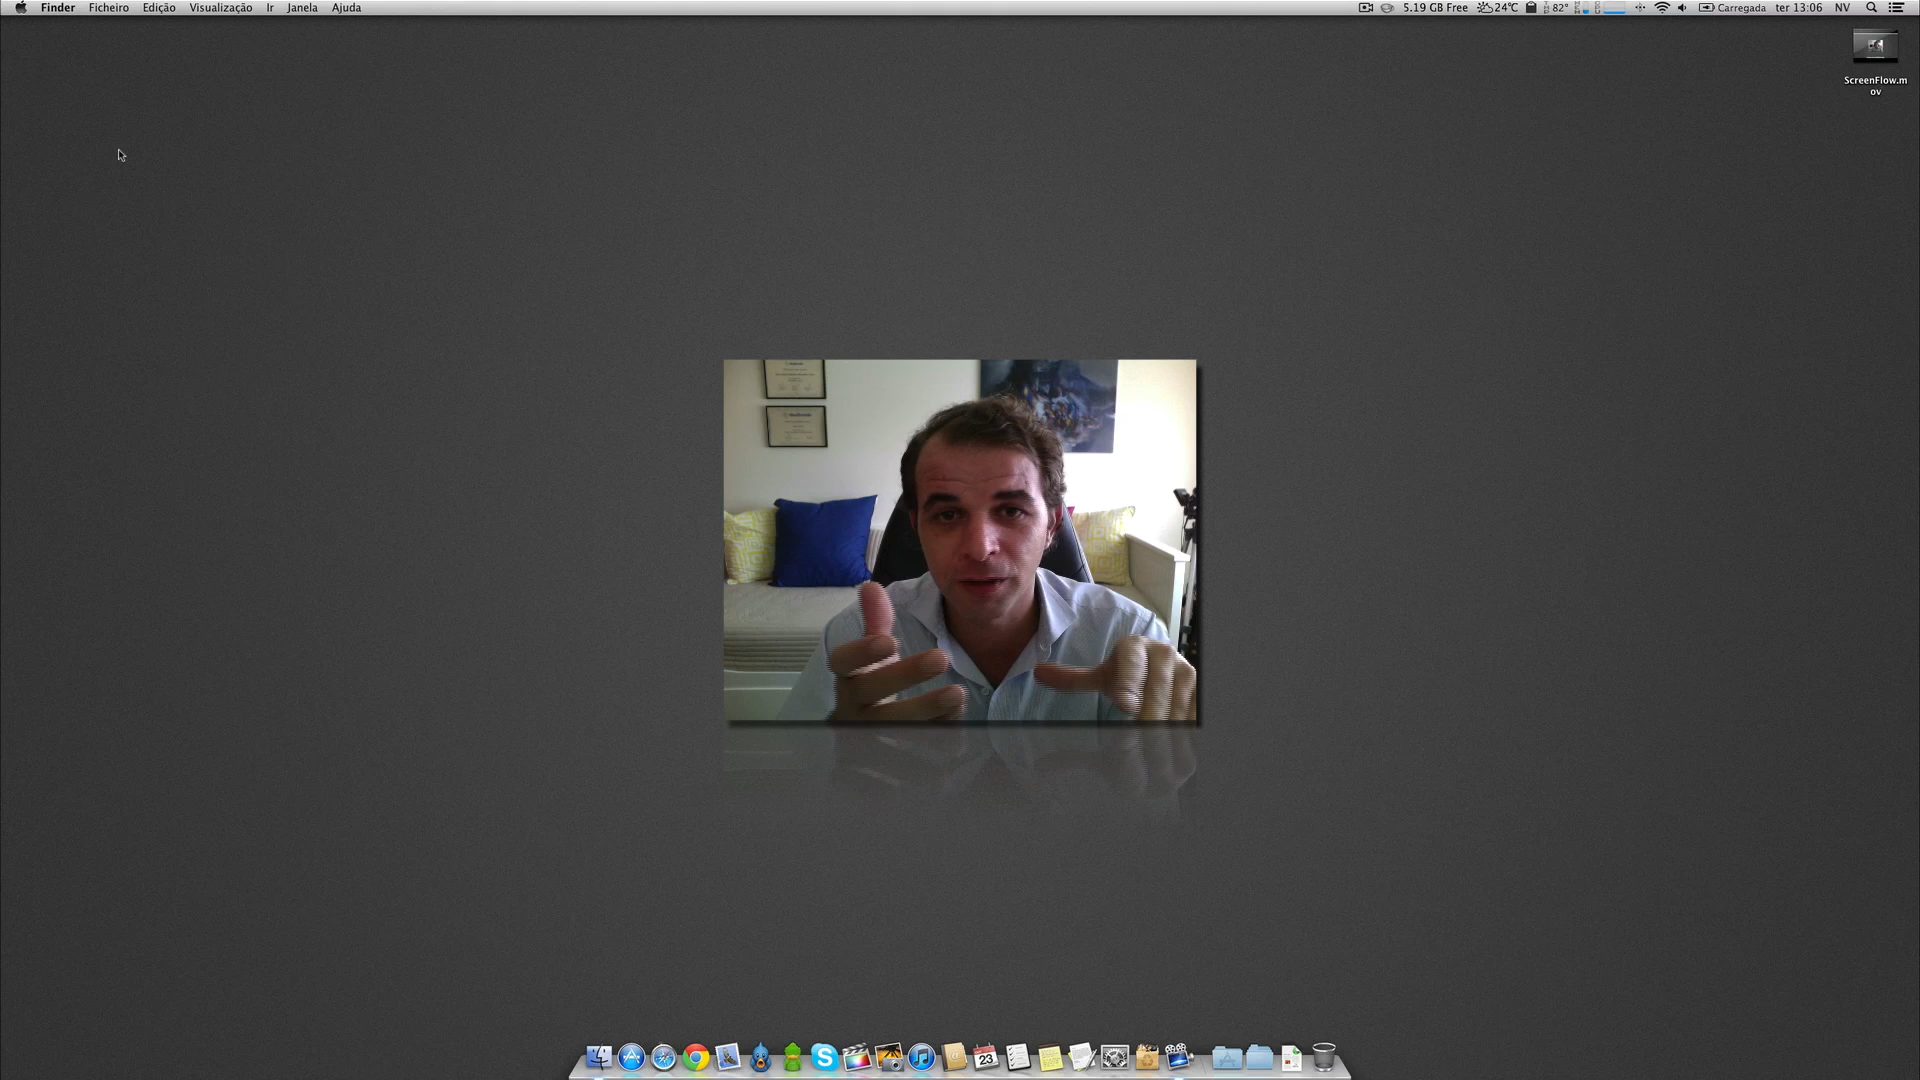 Finder Ficheiro Edição Visualização Ir Janela Ajuda 5.19 GB Free 24°C 82° Carregada ter 13:06 NV
ScreenFlow.m
ov
23